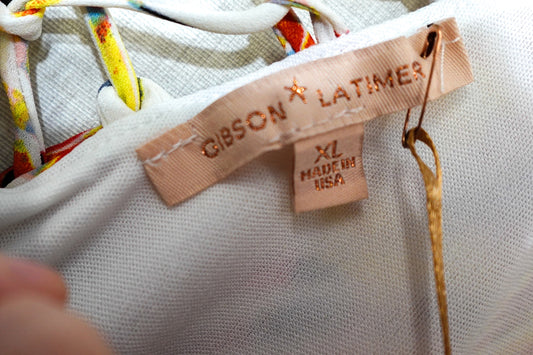 GIBSON ★ LATIMER
XL
MADE IN
USA